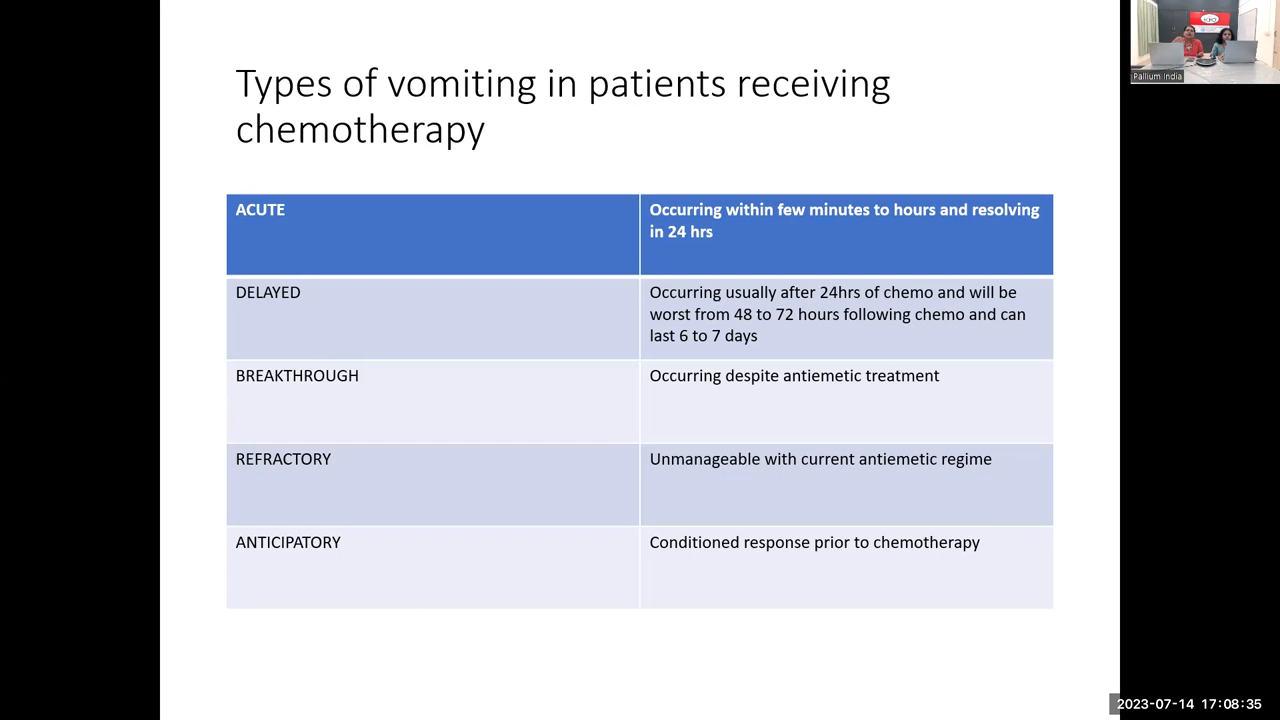 Types of vomiting in patients receiving
chemotherapy
ACUTE
Occurring within few minutes to hours and resolving
in 24 hrs
DELAYED
Occurring usually after 24hrs of chemo and will be
worst from 48 to 72 hours following chemo and can
last 6 to 7 days
BREAKTHROUGH
Occurring despite antiemetic treatment
REFRACTORY
Unmanageable with current antiemetic regime
ANTICIPATORY
Conditioned response prior to chemotherapy
Pallium India
2023-07-14 17:08:35